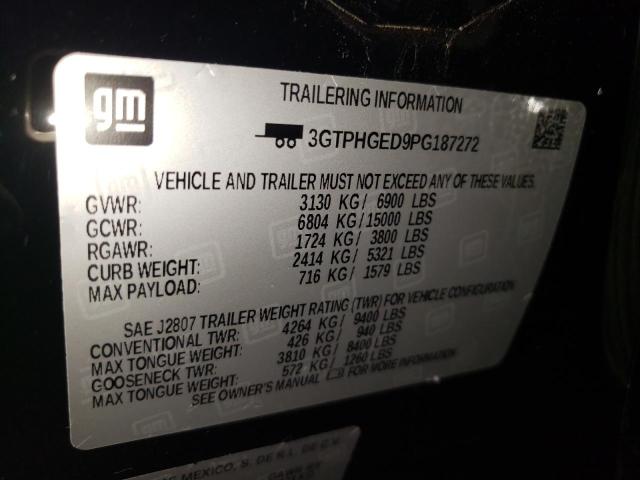 gm
TRAILERING INFORMATION
3GTPHGED9PG187272
VEHICLE AND TRAILER MUST NOT EXCEED ANY OF THESE VALUES.
GVWR: 3130 KG/ 6900 LBS
GCWR: 6804 KG/15000 LBS
RGAWR: 1724 KG/ 3800 LBS
CURB WEIGHT: 2414 KG/ 5321 LBS
MAX PAYLOAD: 716 KG/ 1579 LBS
SAE J2807 TRAILER WEIGHT RATING (TWR) FOR VEHICLE CONFIGURATION
CONVENTIONAL TWR: 4264 KG/ 9400 LBS
MAX TONGUE WEIGHT: 426 KG/ 940 LBS
GOOSENECK TWR: 3810 KG/ 8400 LBS
MAX TONGUE WEIGHT: 572 KG/ 1260 LBS
SEE OWNER'S MANUAL FOR MORE INFORMATION
MEXICO, S. DE R.L. DE C.V.